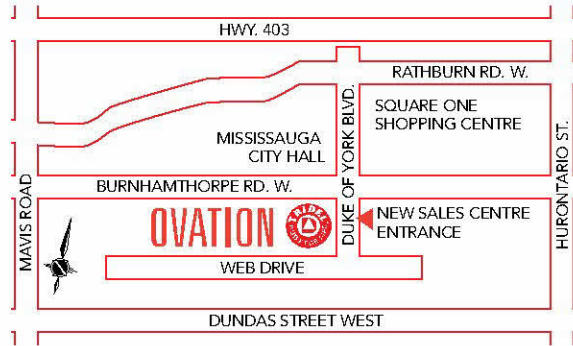 HWY. 403
RATHBURN RD. W.
SQUARE ONE
SHOPPING CENTRE
MISSISSAUGA
CITY HALL
DUKE OF YORK BLVD.
HURONTARIO ST.
MAVIS ROAD
BURNHAMTHORPE RD. W.
OVATION
TRIDEL
NEW SALES CENTRE
ENTRANCE
WEB DRIVE
DUNDAS STREET WEST